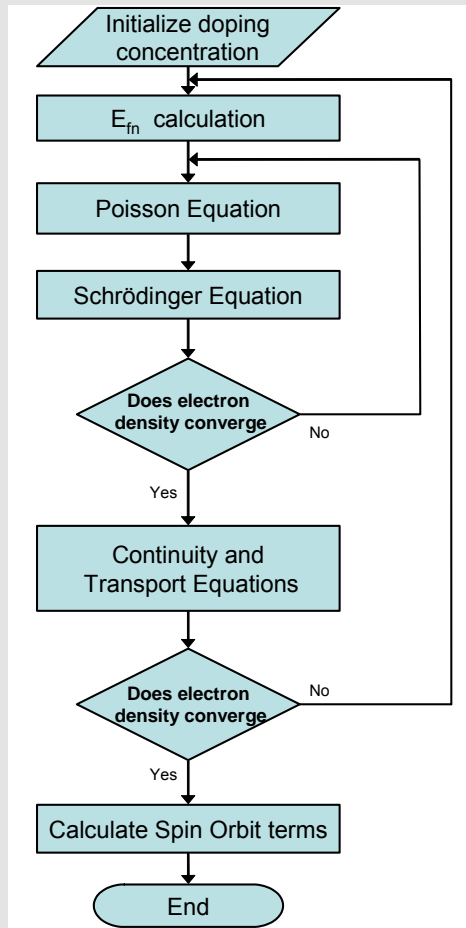 Initialize doping
concentration
Efn calculation
Poisson Equation
Schrödinger Equation
Does electron
density converge
No
Yes
Continuity and
Transport Equations
Does electron
density converge
No
Yes
Calculate Spin Orbit terms
End